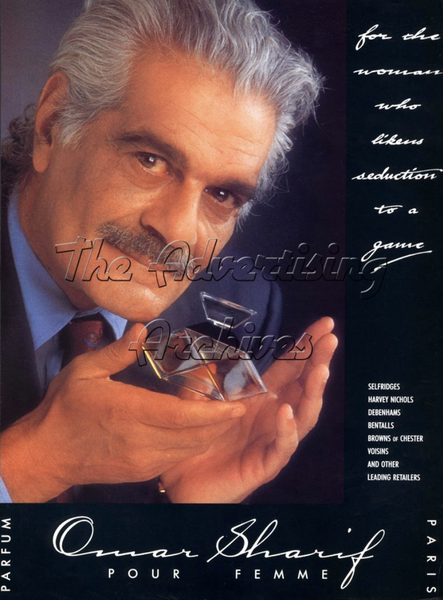 for the
woman
who
likens
seduction
to a
game
The Advertising
Archives
SELFRIDGES
HARVEY NICHOLS
DEBENHAMS
BENTALLS
BROWNS OF CHESTER
VOISINS
AND OTHER
LEADING RETAILERS
PARFUM
Omar Sharif
POUR FEMME
PARIS